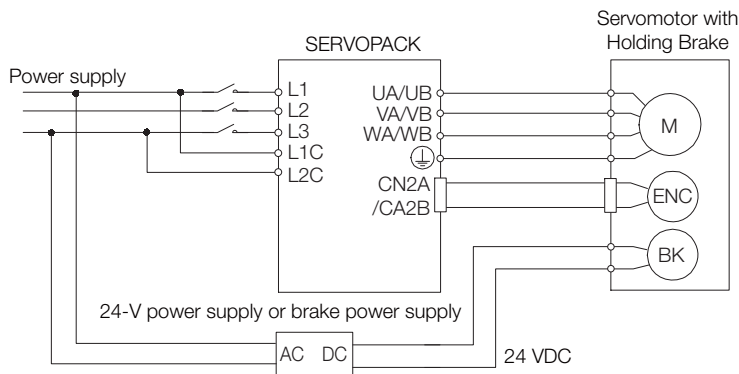 Servomotor with
Holding Brake
SERVOPACK
Power supply
L1
L2
L3
L1C
L2C
UA/UB
VA/VB
WA/WB
CN2A
/CA2B
M
ENC
BK
24-V power supply or brake power supply
AC DC
24 VDC